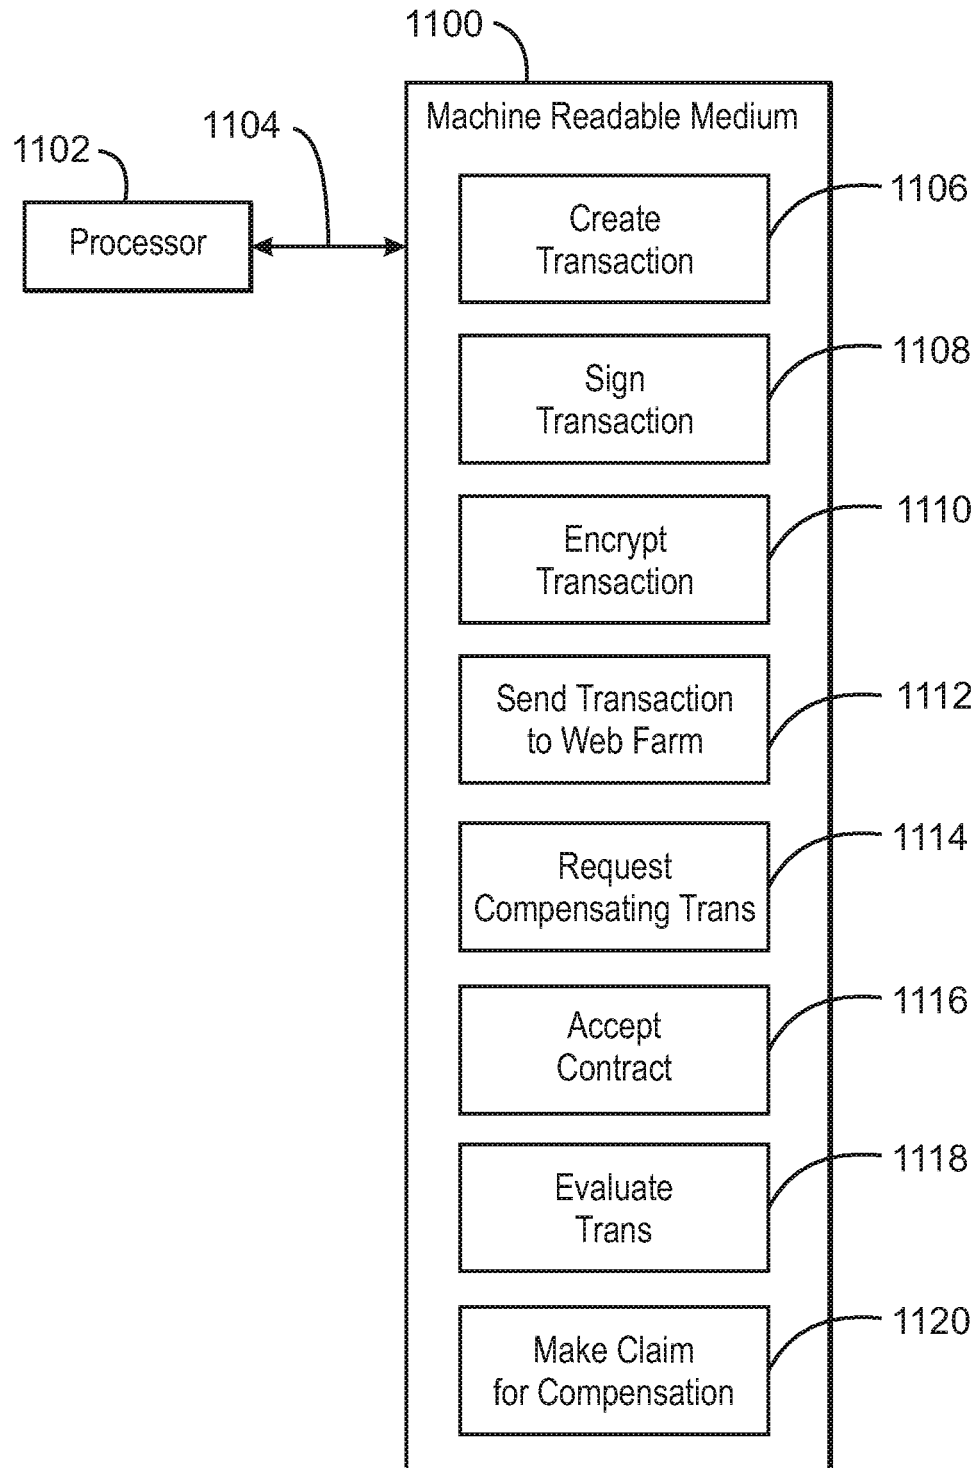 1100
Machine Readable Medium
1104
1102
Processor
1106
Create
Transaction
1108
Sign
Transaction
1110
Encrypt
Transaction
1112
Send Transaction
to Web Farm
1114
Request
Compensating Trans
1116
Accept
Contract
1118
Evaluate
Trans
1120
Make Claim
for Compensation